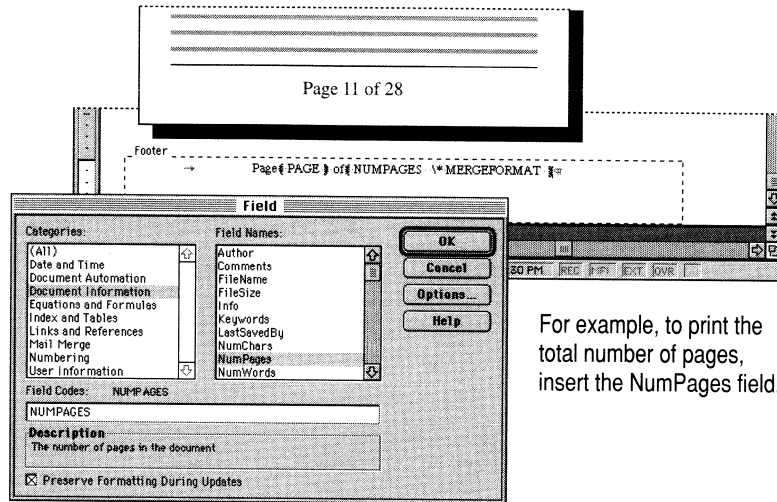 Page 11 of 28
Footer
Page{ PAGE } of{ NUMPAGES \* MERGEFORMAT }
Field
Categories:
(All)
Date and Time
Document Automation
Document Information
Equations and Formulas
Index and Tables
Links and References
Mail Merge
Numbering
User Information
Field Names:
Author
Comments
FileName
FileSize
Info
Keywords
LastSavedBy
NumChars
NumPages
NumWords
OK
Cancel
Options...
Help
:30 PM REC MRK EXT OVR
Field Codes: NUMPAGES
NUMPAGES
Description
The number of pages in the document
Preserve Formatting During Updates
For example, to print the
total number of pages,
insert the NumPages field.